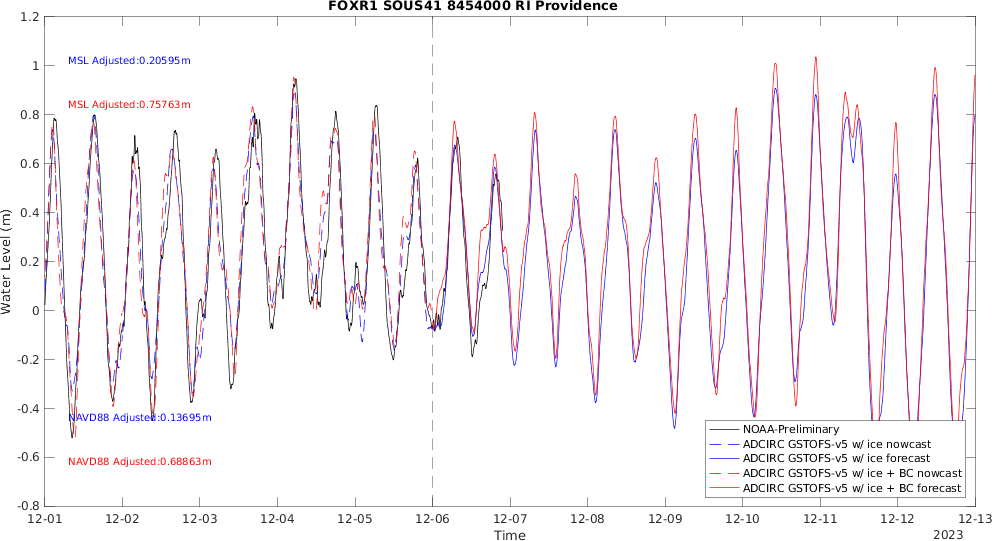 FOXR1 SOUS41 8454000 RI Providence
1.2
1
0.8
0.6
0.4
0.2
0
-0.2
-0.4
-0.6
-0.8
Water Level (m)
MSL Adjusted:0.20595m
MSL Adjusted:0.75763m
NAVD88 Adjusted:0.13695m
NAVD88 Adjusted:0.68863m
NOAA-Preliminary
ADCIRC GSTOFS-v5 w/ ice nowcast
ADCIRC GSTOFS-v5 w/ ice forecast
ADCIRC GSTOFS-v5 w/ ice + BC nowcast
ADCIRC GSTOFS-v5 w/ ice + BC forecast
12-01 12-02 12-03 12-04 12-05 12-06 12-07 12-08 12-09 12-10 12-11 12-12 12-13
Time
2023